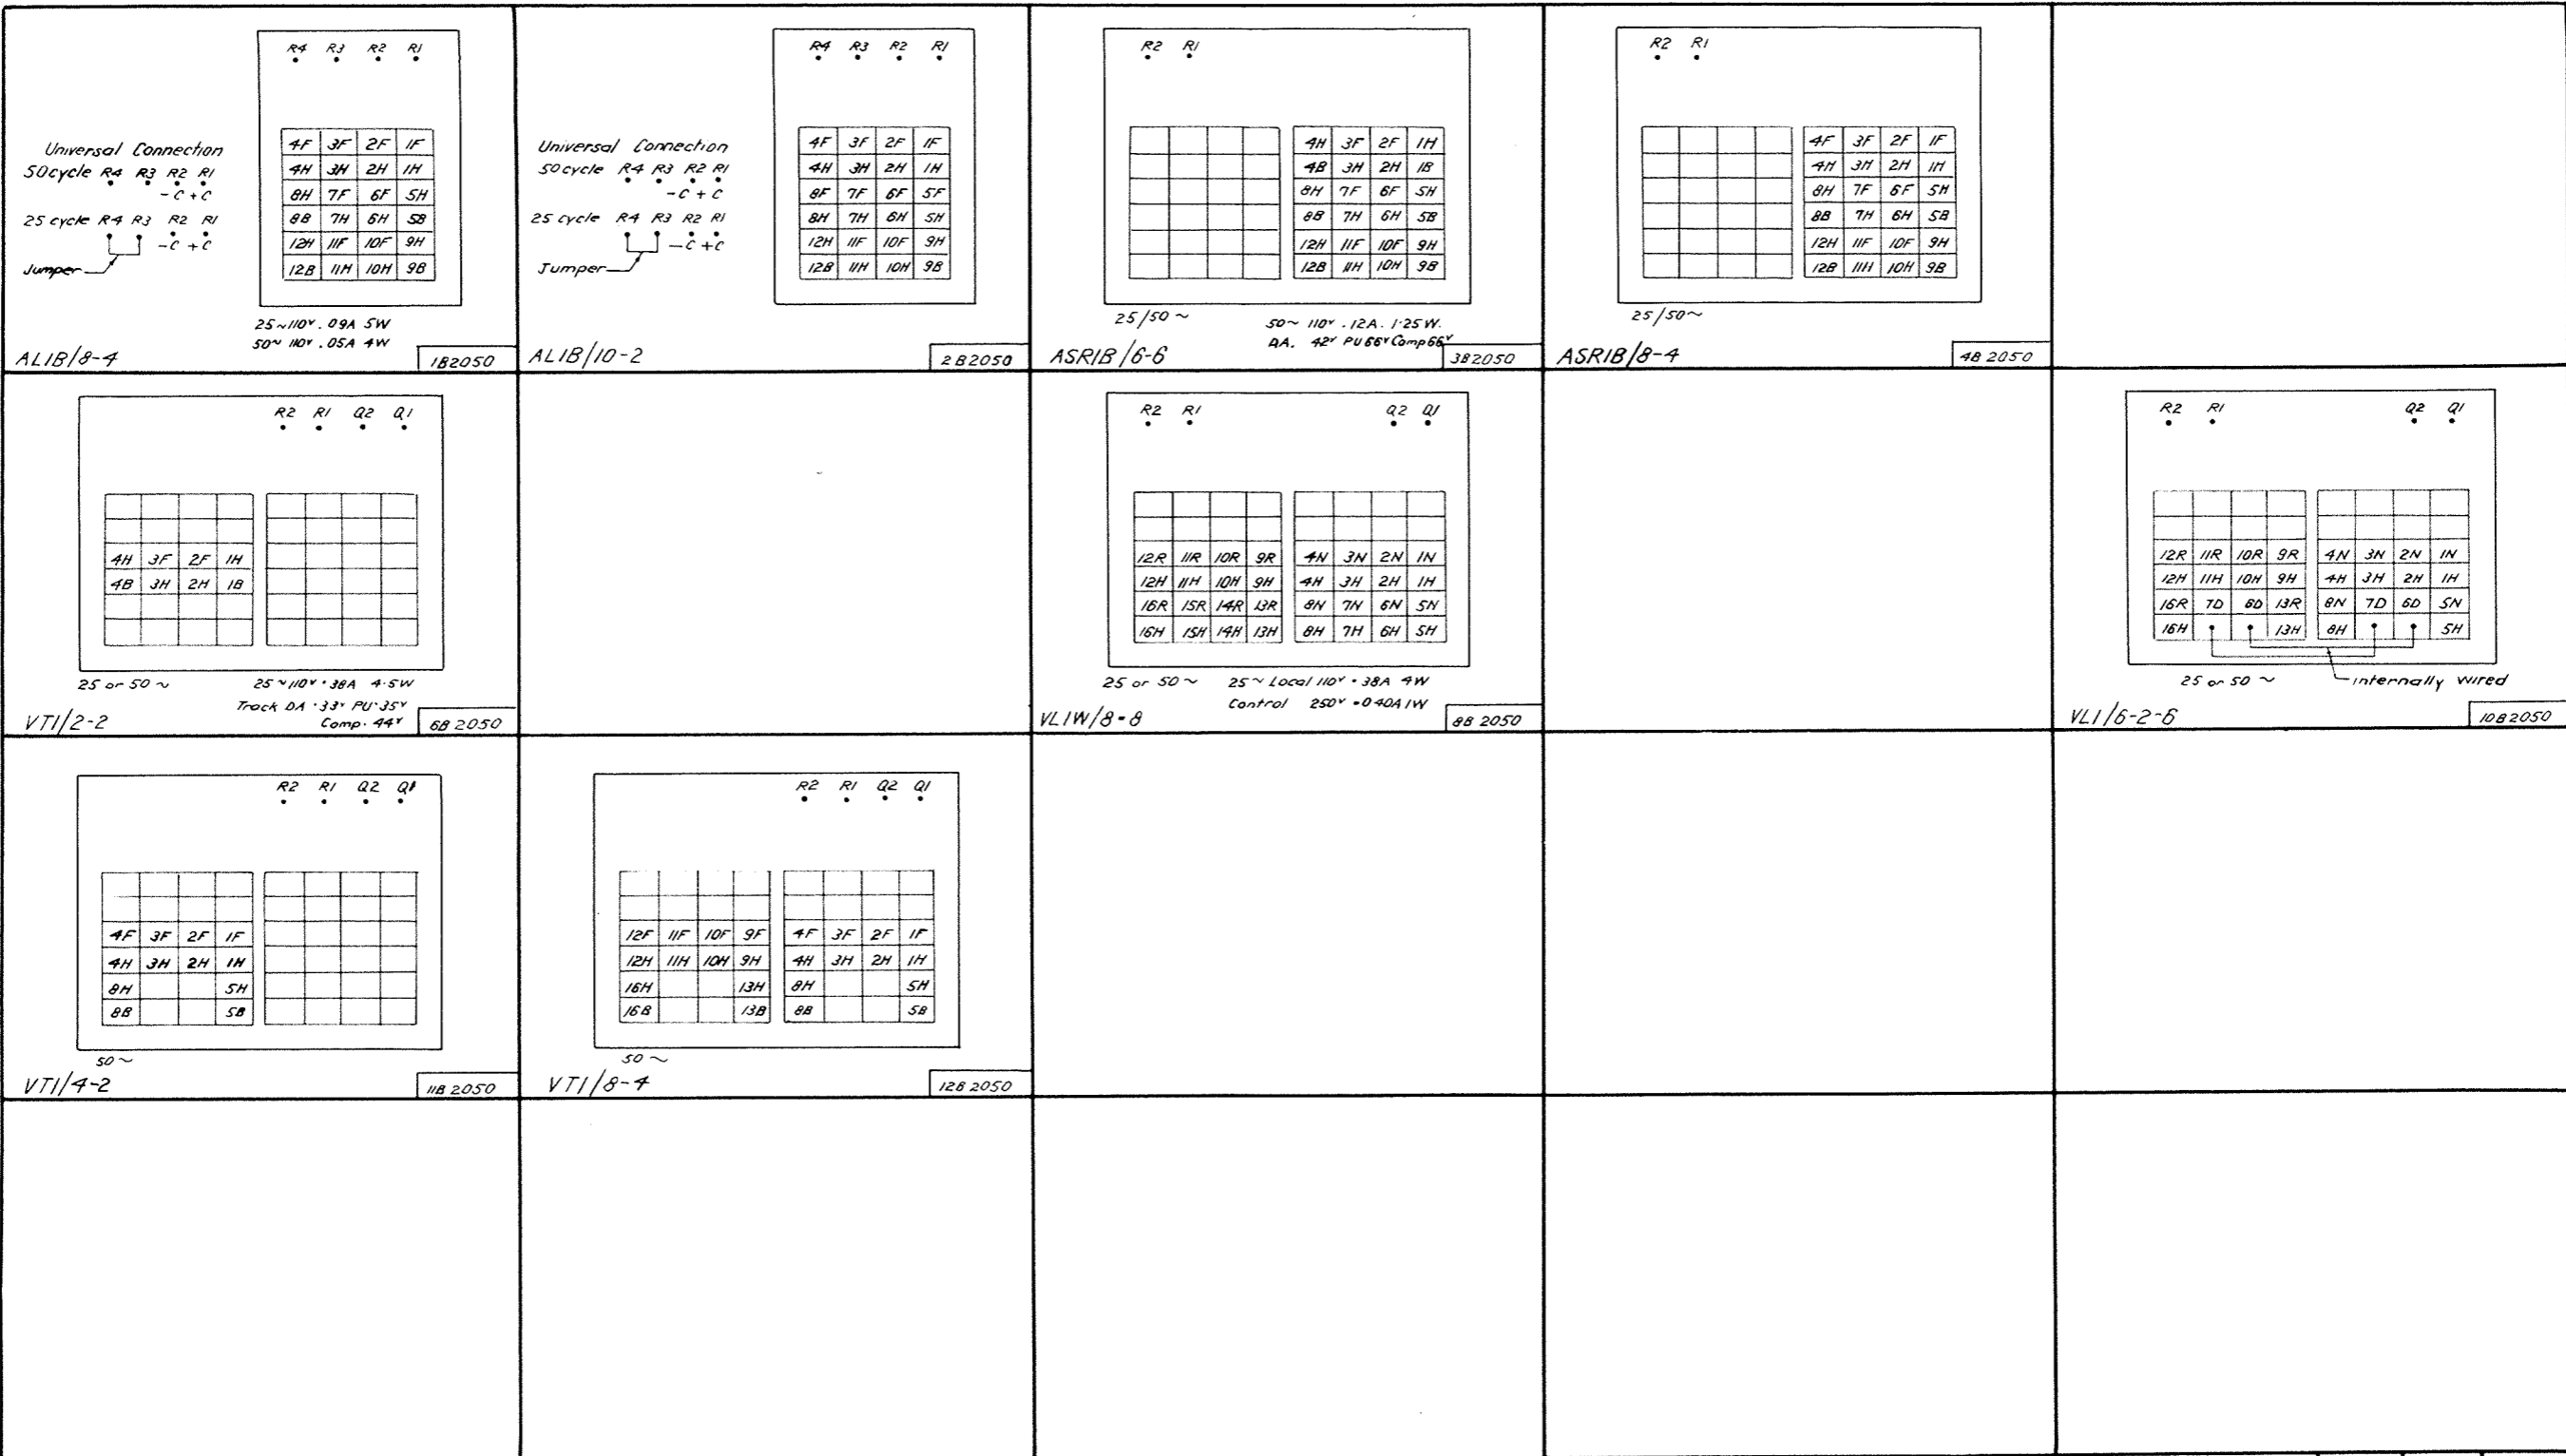 R4 R3 R2 R1
Universal Connection
50 cycle R4 R3 R2 R1
-C +C
25 cycle R4 R3 R2 R1
-C +C
Jumper
4F 3F 2F 1F
4H 3H 2H 1H
8H 7F 6F 5H
8B 7H 6H 5B
12H 11F 10F 9H
12B 11H 10H 9B
25~110v .09A 5W
50~ 110v .05A 4W
AL1B/8-4
1B2050
R4 R3 R2 R1
Universal Connection
50 cycle R4 R3 R2 R1
-C +C
25 cycle R4 R3 R2 R1
-C +C
Jumper
4F 3F 2F 1F
4H 3H 2H 1H
8F 7F 6F 5F
8H 7H 6H 5H
12H 11F 10F 9H
12B 11H 10H 9B
AL1B/10-2
2B2050
R2 R1
4H 3F 2F 1H
4B 3H 2H 1B
8H 7F 6F 5H
8B 7H 6H 5B
12H 11F 10F 9H
12B 11H 10H 9B
25/50~
50~ 110v .12A. 1.25W.
DA. 42v PU66v Comp66v
ASR1B/6-6
3B2050
R2 R1
4F 3F 2F 1F
4H 3H 2H 1H
8H 7F 6F 5H
8B 7H 6H 5B
12H 11F 10F 9H
12B 11H 10H 9B
25/50~
ASR1B/8-4
4B 2050
R2 R1 Q2 Q1
4H 3F 2F 1H
4B 3H 2H 1B
25 or 50~
25~110v .38A 4.5W
Track DA .33v PU .35v
Comp. 44v
VT1/2-2
6B 2050
R2 R1 Q2 Q1
12R 11R 10R 9R 4N 3N 2N 1N
12H 11H 10H 9H 4H 3H 2H 1H
16R 15R 14R 13R 8N 7N 6N 5N
16H 15H 14H 13H 8H 7H 6H 5H
25 or 50~
25~ Local 110v .38A 4W
Control 250v .040A 1W
VL1W/8-8
8B 2050
R2 R1 Q2 Q1
12R 11R 10R 9R 4N 3N 2N 1N
12H 11H 10H 9H 4H 3H 2H 1H
16R 7D 6D 13R 8N 7D 6D 5N
16H 13H 8H 5H
25 or 50~
internally wired
VL1/6-2-6
10B2050
R2 R1 Q2 Q1
4F 3F 2F 1F
4H 3H 2H 1H
8H 5H
8B 5B
50~
VT1/4-2
11B 2050
R2 R1 Q2 Q1
12F 11F 10F 9F 4F 3F 2F 1F
12H 11H 10H 9H 4H 3H 2H 1H
16H 13H 8H 5H
16B 13B 8B 5B
50~
VT1/8-4
12B 2050